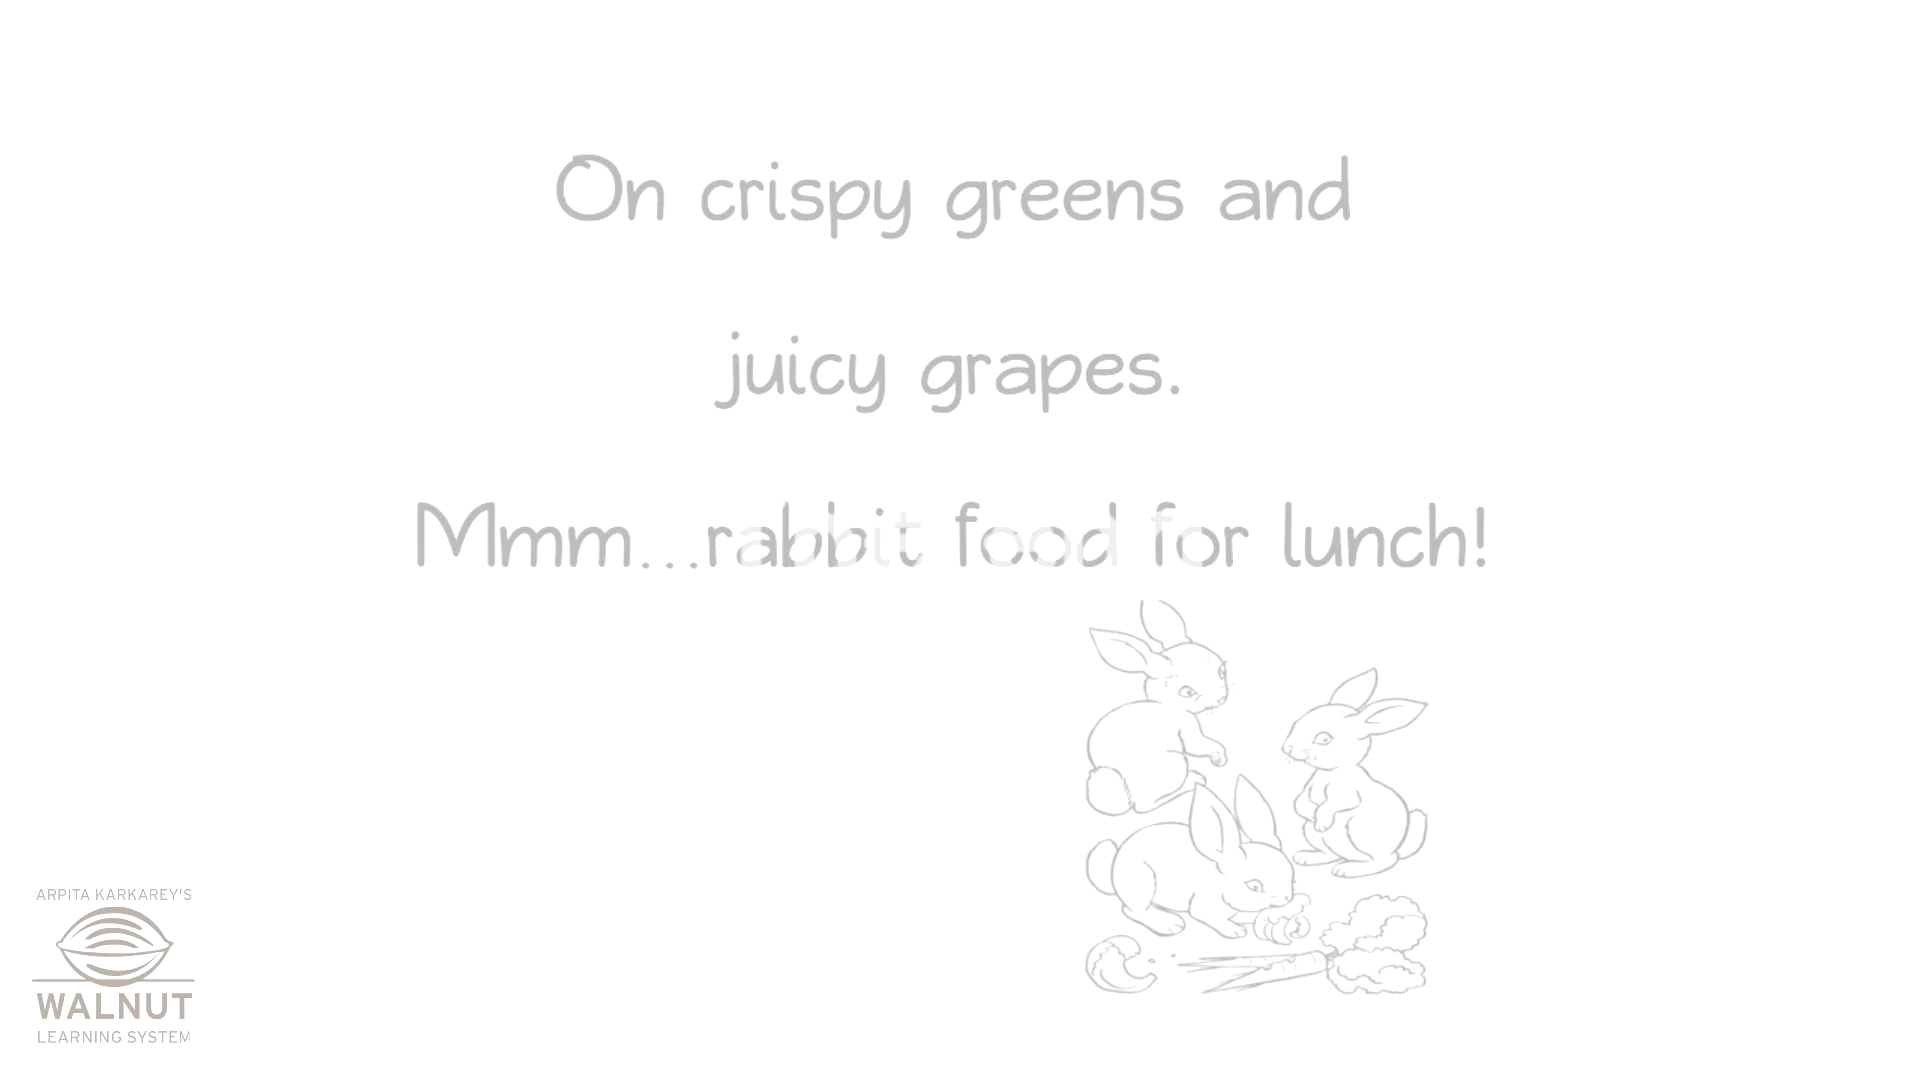 On crispy greens and
juicy grapes.
Mmm...rabbit food for lunch!
ARPITA KARKAREY'S
WALNUT
LEARNING SYSTEM